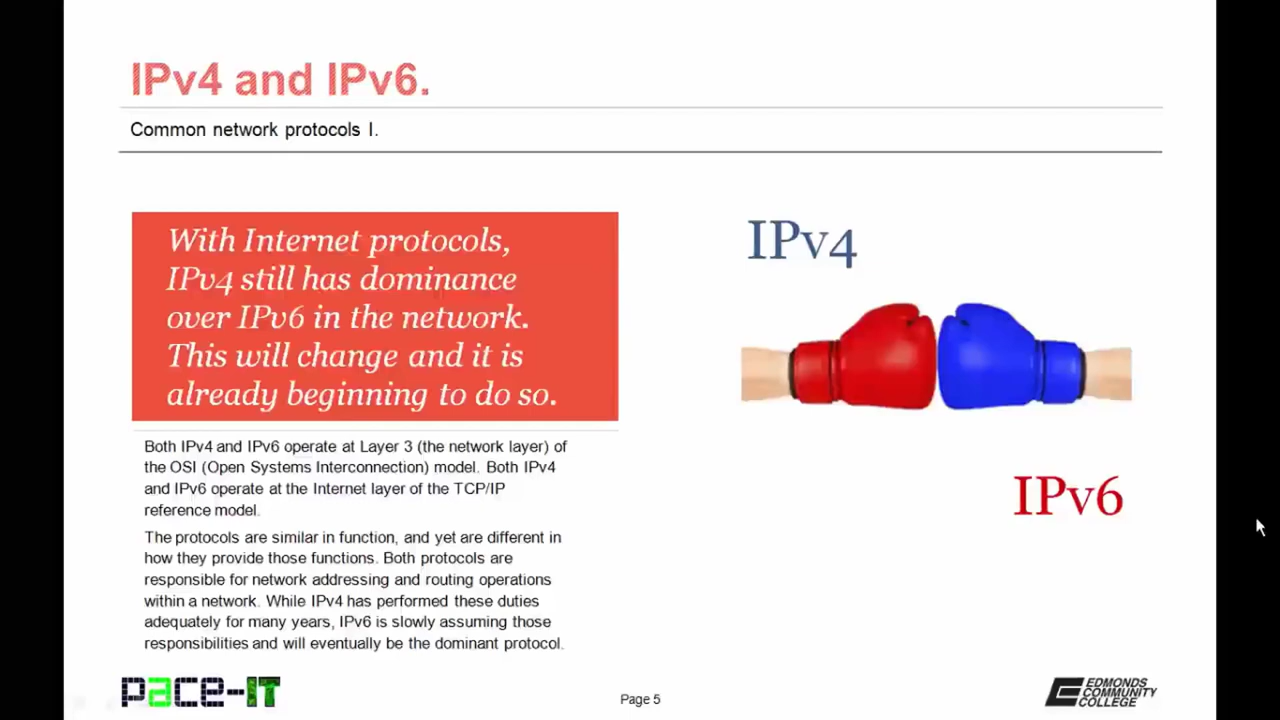 IPv4 and IPv6.
Common network protocols I.
With Internet protocols,
IPv4 still has dominance
over IPv6 in the network.
This will change and it is
already beginning to do so.
Both IPv4 and IPv6 operate at Layer 3 (the network layer) of
the OSI (Open Systems Interconnection) model. Both IPv4
and IPv6 operate at the Internet layer of the TCP/IP
reference model.
The protocols are similar in function, and yet are different in
how they provide those functions. Both protocols are
responsible for network addressing and routing operations
within a network. While IPv4 has performed these duties
adequately for many years, IPv6 is slowly assuming those
responsibilities and will eventually be the dominant protocol.
IPv4
IPv6
pace-IT
Page 5
EDMONDS
COMMUNITY
COLLEGE